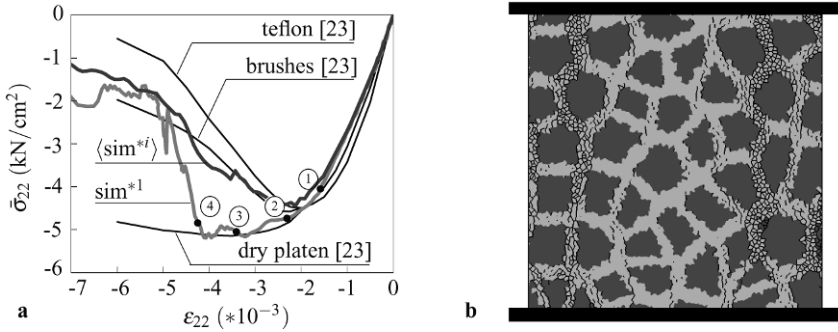 0
-1
-2
-3
-4
-5
-6
σ̄₂₂ (kN/cm²)
teflon [23]
brushes [23]
⟨sim*ⁱ⟩
sim*¹
1
2
3
4
dry platen [23]
-7 -6 -5 -4 -3 -2 -1 0
ε₂₂ (*10⁻³)
a
b